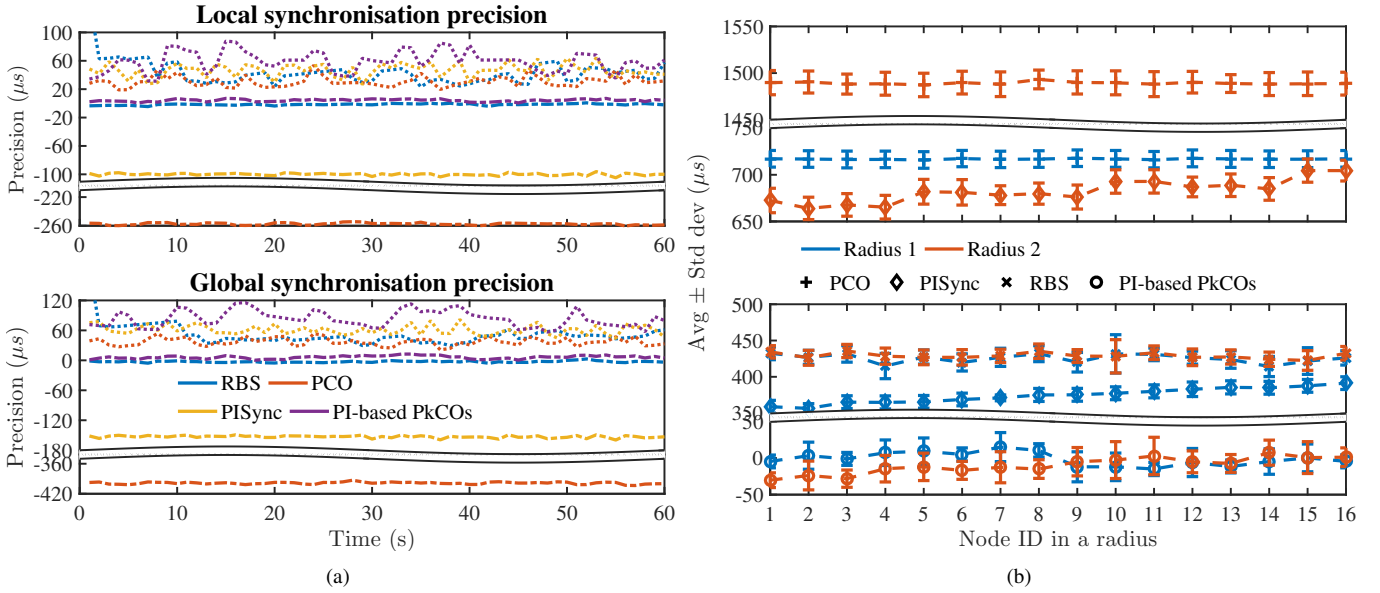 Local synchronisation precision
Precision (μs)
100
60
20
-20
-60
-100
-220
-260
0 10 20 30 40 50 60
Global synchronisation precision
Precision (μs)
120
60
0
-60
-120
-180
-360
-420
RBS PCO
PISync PI-based PkCOs
0 10 20 30 40 50 60
Time (s)
(a)
Avg ± Std dev (μs)
1550
1500
1450
750
700
650
Radius 1 Radius 2
PCO PISync RBS PI-based PkCOs
500
450
400
350
50
0
-50
1 2 3 4 5 6 7 8 9 10 11 12 13 14 15 16
Node ID in a radius
(b)